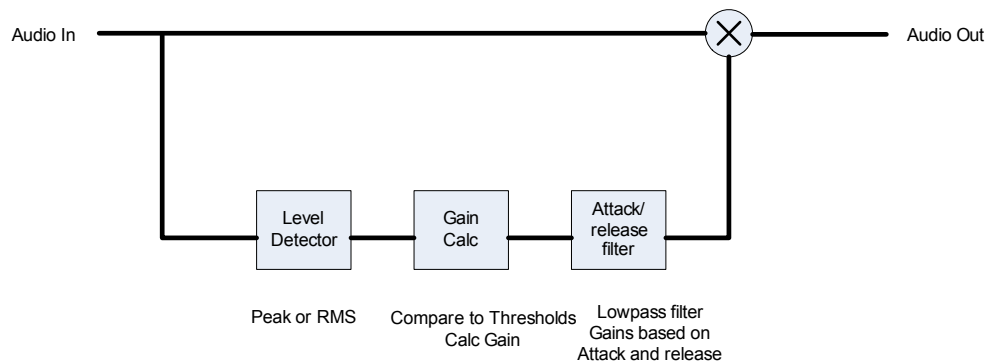 Audio In
Audio Out
Level
Detector
Gain
Calc
Attack/
release
filter
Peak or RMS
Compare to Thresholds
Calc Gain
Lowpass filter
Gains based on
Attack and release